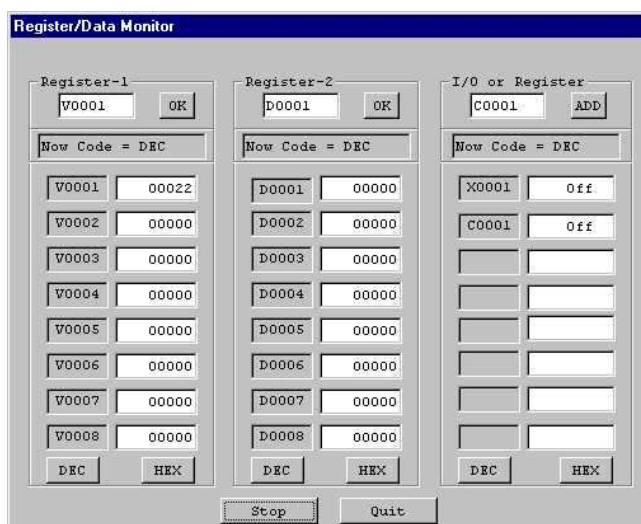 Register/Data Monitor
Register-1
V0001 OK
Now Code = DEC
V0001 00022
V0002 00000
V0003 00000
V0004 00000
V0005 00000
V0006 00000
V0007 00000
V0008 00000
DEC HEX
Register-2
D0001 OK
Now Code = DEC
D0001 00000
D0002 00000
D0003 00000
D0004 00000
D0005 00000
D0006 00000
D0007 00000
D0008 00000
DEC HEX
I/O or Register
C0001 ADD
Now Code = DEC
X0001 Off
C0001 Off
DEC HEX
Stop Quit